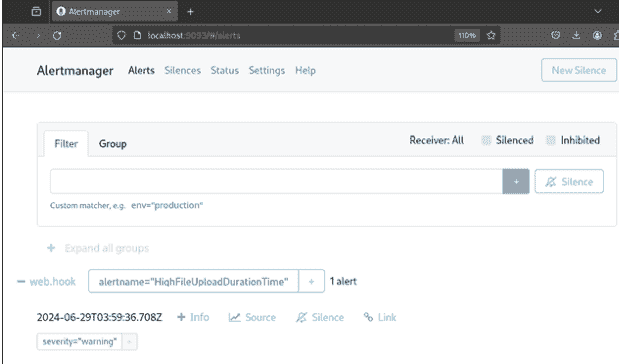 Alertmanager
localhost:9093/#/alerts
110%
Alertmanager Alerts Silences Status Settings Help New Silence
Filter Group Receiver: All Silenced Inhibited
+ Silence
Custom matcher, e.g. env="production"
+ Expand all groups
web.hook alertname="HighFileUploadDurationTime" + 1 alert
2024-06-29T03:59:36.708Z + Info Source Silence Link
severity="warning" +